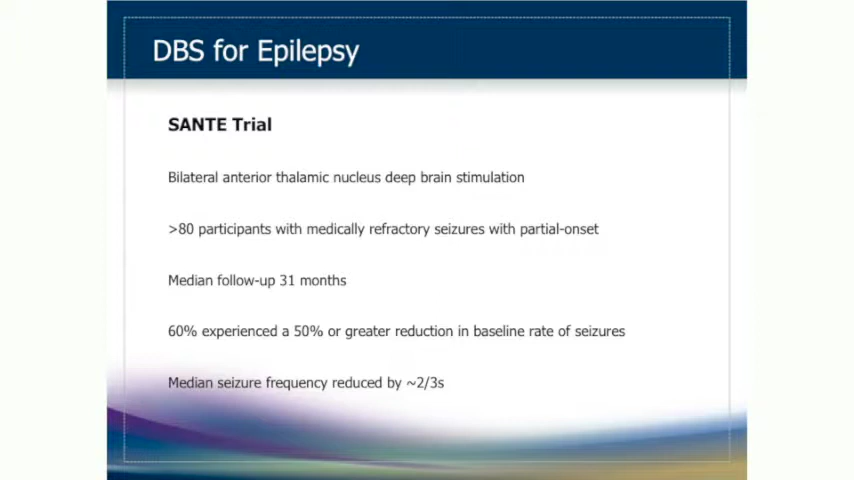 DBS for Epilepsy
SANTE Trial
Bilateral anterior thalamic nucleus deep brain stimulation
>80 participants with medically refractory seizures with partial-onset
Median follow-up 31 months
60% experienced a 50% or greater reduction in baseline rate of seizures
Median seizure frequency reduced by ~2/3s